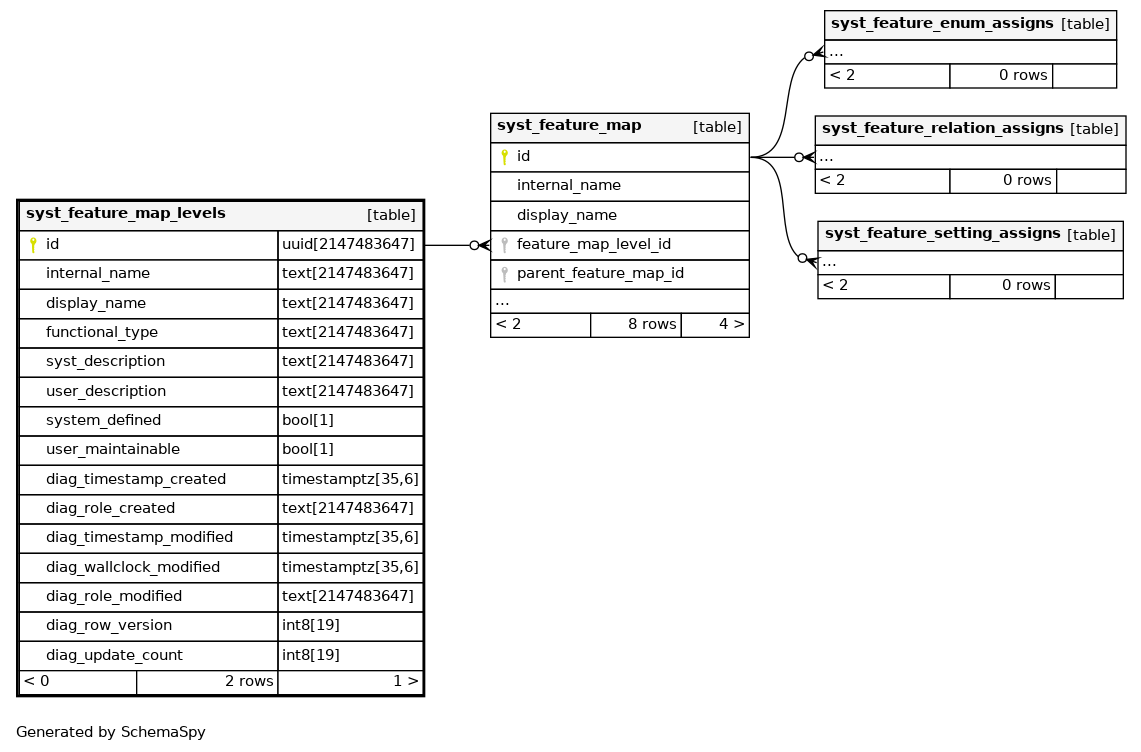 syst_feature_enum_assigns [table]
...
< 2 0 rows
syst_feature_map [table]
id
internal_name
display_name
feature_map_level_id
parent_feature_map_id
...
< 2 8 rows 4 >
syst_feature_relation_assigns [table]
...
< 2 0 rows
syst_feature_setting_assigns [table]
...
< 2 0 rows
syst_feature_map_levels [table]
id uuid[2147483647]
internal_name text[2147483647]
display_name text[2147483647]
functional_type text[2147483647]
syst_description text[2147483647]
user_description text[2147483647]
system_defined bool[1]
user_maintainable bool[1]
diag_timestamp_created timestamptz[35,6]
diag_role_created text[2147483647]
diag_timestamp_modified timestamptz[35,6]
diag_wallclock_modified timestamptz[35,6]
diag_role_modified text[2147483647]
diag_row_version int8[19]
diag_update_count int8[19]
< 0 2 rows 1 >
Generated by SchemaSpy